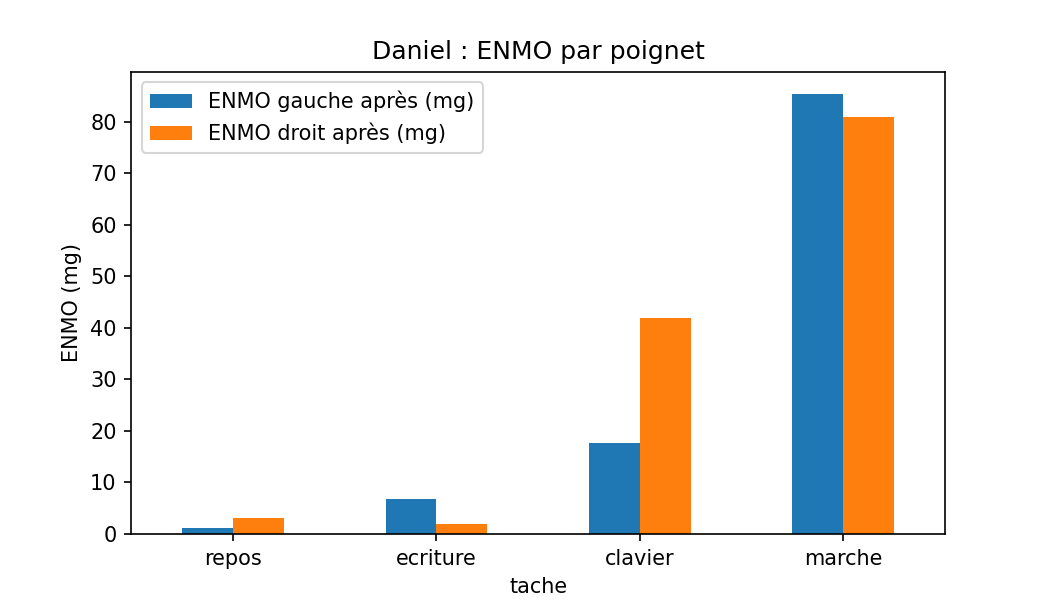 Daniel : ENMO par poignet
ENMO gauche après (mg)
ENMO droit après (mg)
ENMO (mg)
80
70
60
50
40
30
20
10
0
repos ecriture clavier marche
tache